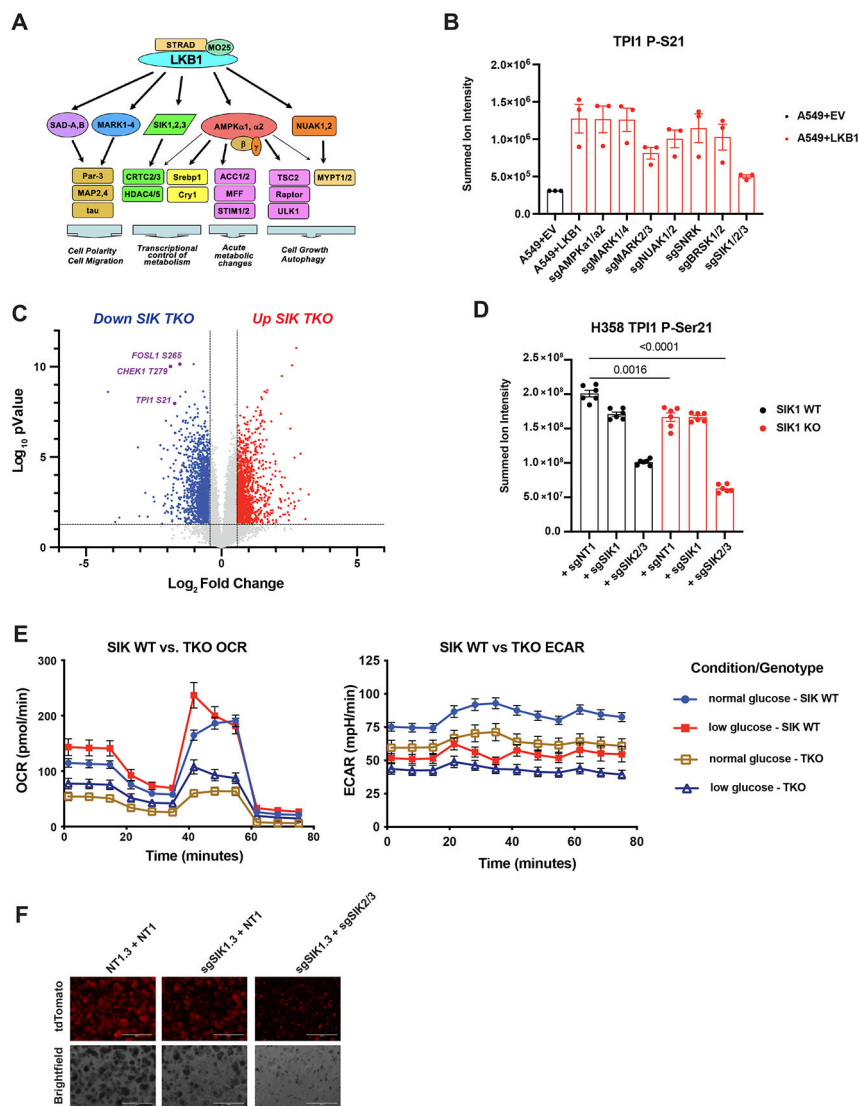 A
STRAD
MO25
LKB1
SAD-A,B
MARK1-4
SIK1,2,3
AMPKα1, α2
NUAK1,2
β
γ
Par-3
CRTC2/3
Srebp1
ACC1/2
TSC2
MYPT1/2
MAP2,4
HDAC4/5
Cry1
MFF
Raptor
tau
STIM1/2
ULK1
Cell Polarity
Cell Migration
Transcriptional
control of
metabolism
Acute
metabolic
changes
Cell Growth
Autophagy
B
TPI1 P-S21
Summed Ion Intensity
2.0×10⁶
1.5×10⁶
1.0×10⁶
5.0×10⁵
0.0
A549+EV
A549+LKB1
sgAMPKa1/a2
sgMARK1/4
sgMARK2/3
sgNUAK1/2
sgSNRK
sgBRSK1/2
sgSIK1/2/3
A549+EV
A549+LKB1
C
Down SIK TKO
Up SIK TKO
FOSL1 S265
CHEK1 T279
TPI1 S21
Log₁₀ pValue
10
5
0
-5
0
5
Log₂ Fold Change
D
H358 TPI1 P-Ser21
<0.0001
0.0016
Summed Ion Intensity
2.5×10⁸
2.0×10⁸
1.5×10⁸
1.0×10⁸
5.0×10⁷
0.0
+ sgNT1
+ sgSIK1
+ sgSIK2/3
+ sgNT1
+ sgSIK1
+ sgSIK2/3
SIK1 WT
SIK1 KO
E
SIK WT vs. TKO OCR
OCR (pmol/min)
300
200
100
0
0
20
40
60
80
Time (minutes)
SIK WT vs TKO ECAR
ECAR (mpH/min)
125
100
75
50
25
0
0
20
40
60
80
Time (minutes)
Condition/Genotype
normal glucose - SIK WT
low glucose - SIK WT
normal glucose - TKO
low glucose - TKO
F
NT1.3 + NT1
sgSIK1.3 + NT1
sgSIK1.3 + sgSIK2/3
tdTomato
Brightfield